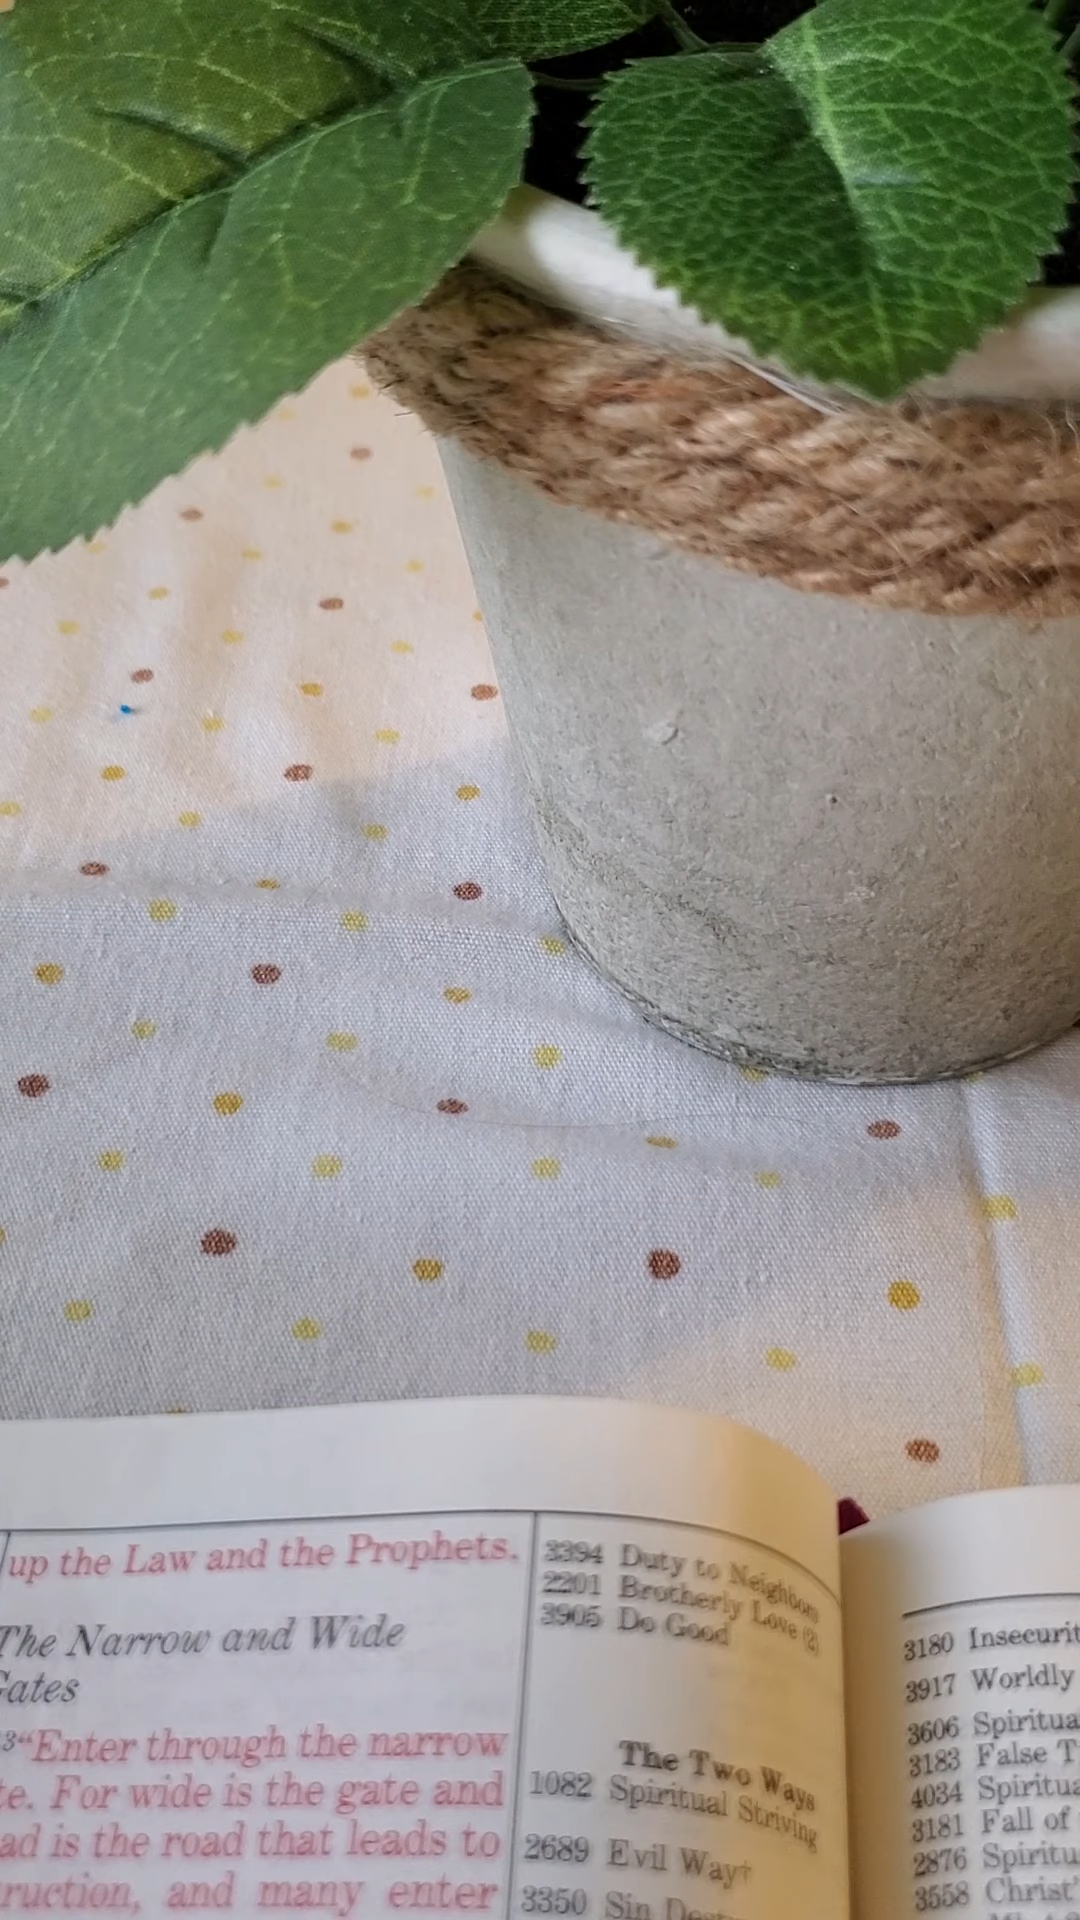 up the Law and the Prophets.
The Narrow and Wide
Gates
3“Enter through the narrow
te. For wide is the gate and
ad is the road that leads to
ruction, and many enter
3394 Duty to Neighbors
2201 Brotherly Love (2)
3905 Do Good
The Two Ways
1082 Spiritual Striving
2689 Evil Way†
3350 Sin
3180 Insecurit
3917 Worldly
3606 Spiritua
3183 False T
4034 Spiritua
3181 Fall of
2876 Spiritu
3558 Christ'